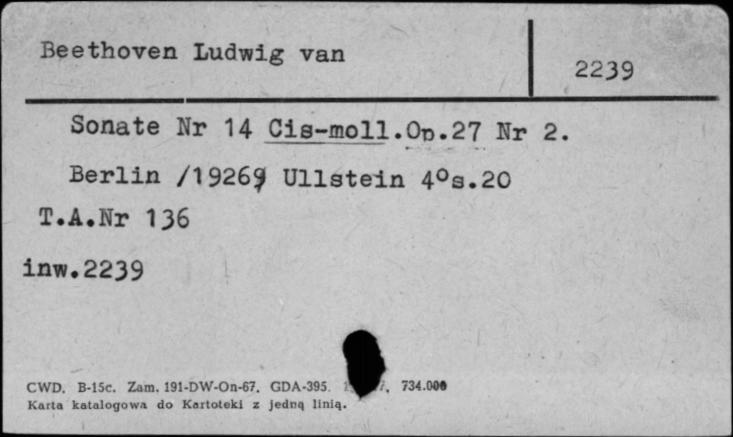 Beethoven Ludwig van
2239
Sonate Nr 14 Cis-moll.Op.27 Nr 2.
Berlin /1926/ Ullstein 4°s.20
T.A.Nr 136
inw.2239
CWD. B-15c. Zam. 191-DW-On-67. GDA-395. 734.000
Karta katalogowa do Kartoteki z jedną linią.